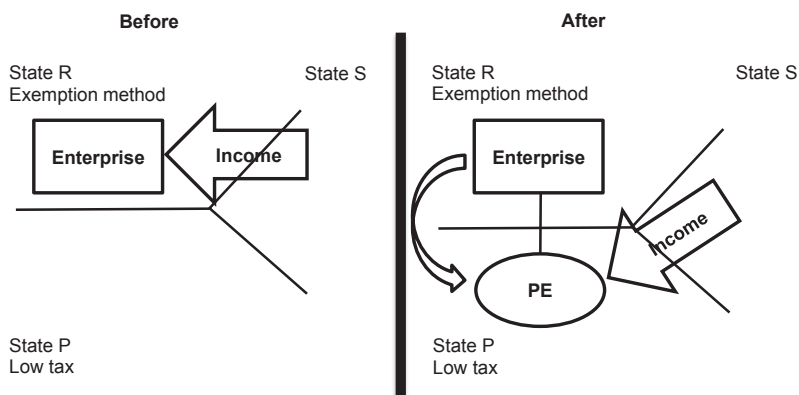 Before
State R
Exemption method
State S
Enterprise
Income
State P
Low tax
After
State R
Exemption method
State S
Enterprise
Income
PE
State P
Low tax